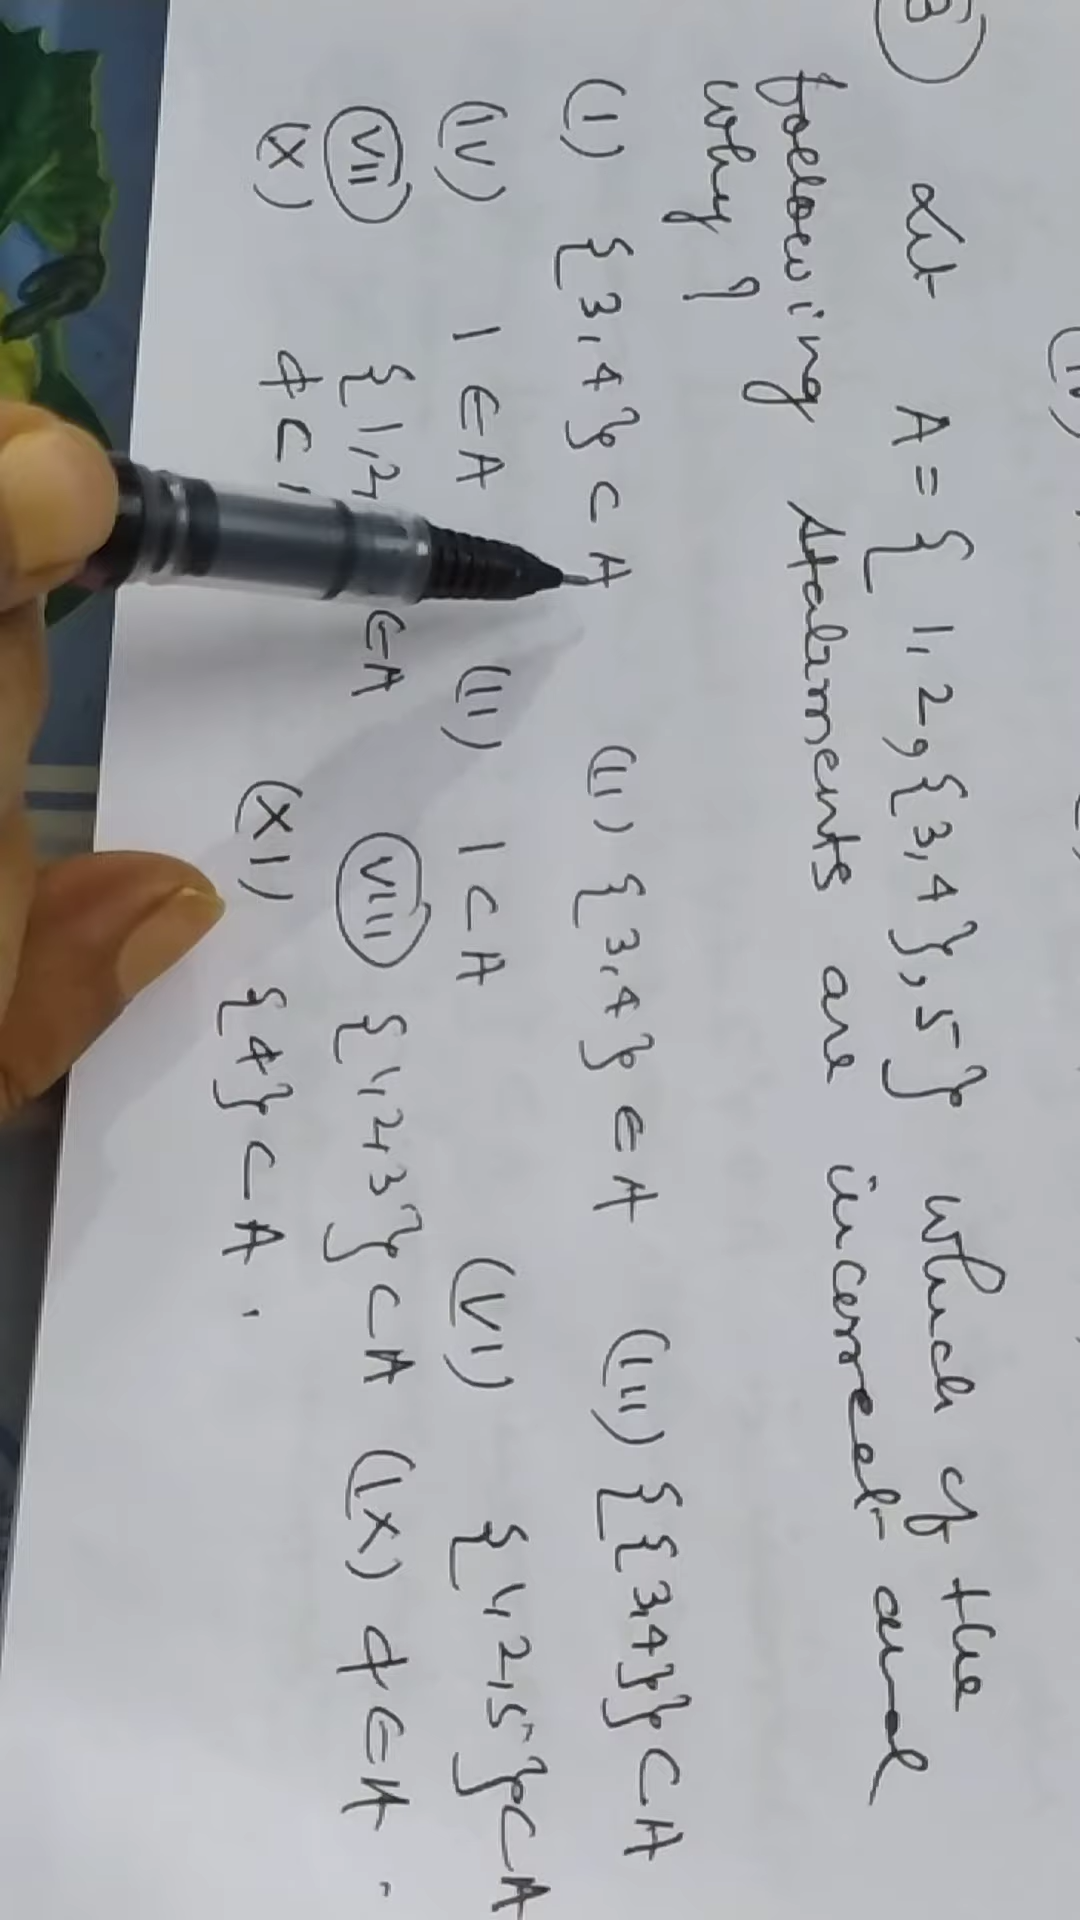 3 Let A = { 1, 2, {3, 4}, 5} which of the
following statements are incorrect and
why?
(I) {3, 4} ⊂ A (II) {3, 4} ∈ A (III) {{3,4}} ⊂ A
(IV) 1 ∈ A (II) 1 ⊂ A (VI) {1, 2, 5} ⊂ A
(VII) {1, 2, ∈ A (VIII) {1, 2, 3} ⊂ A (IX) ϕ ∈ A .
(X) ϕ ⊂ (XI) {4} ⊂ A .